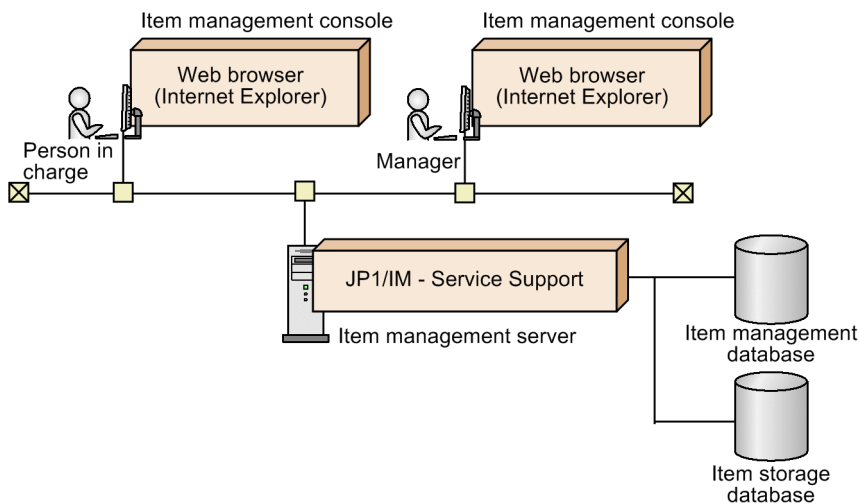 Item management console
Item management console
Web browser
(Internet Explorer)
Web browser
(Internet Explorer)
Person in
charge
Manager
JP1/IM - Service Support
Item management server
Item management
database
Item storage
database